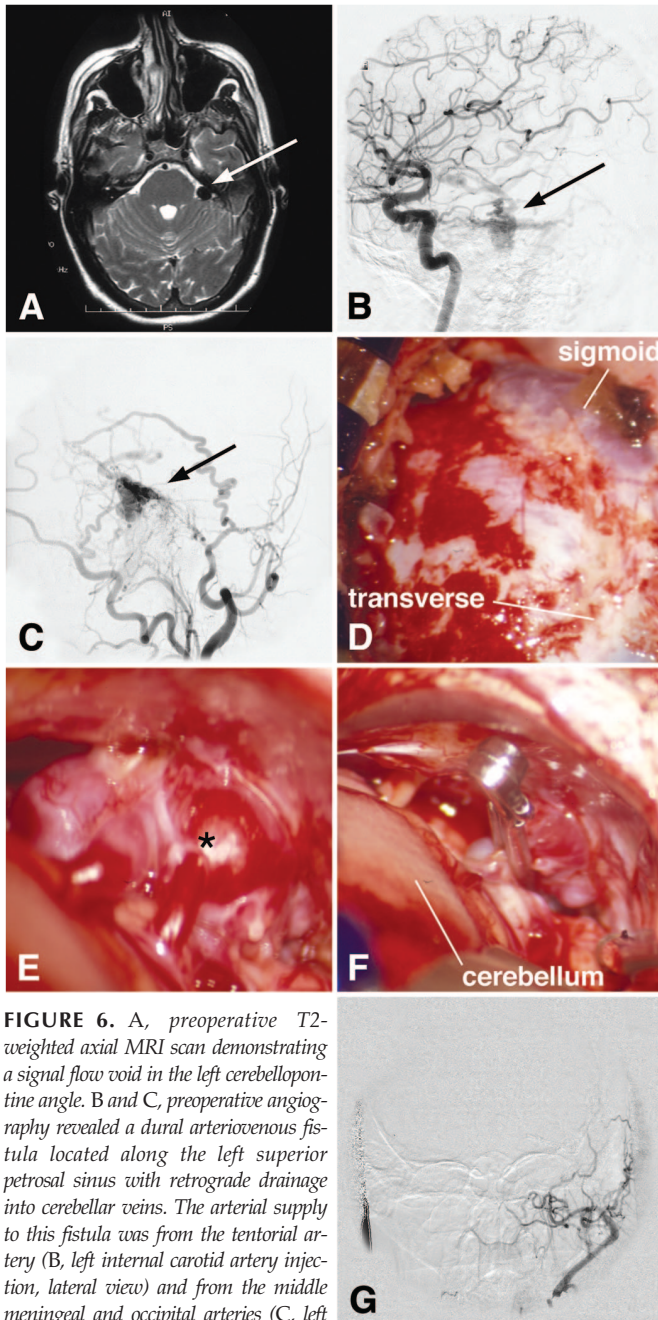 AI
A
Hz
PS
B
C
sigmoid
transverse
D
*
E
F
cerebellum
FIGURE 6. A, preoperative T2-
weighted axial MRI scan demonstrating
a signal flow void in the left cerebellopon-
tine angle. B and C, preoperative angiog-
raphy revealed a dural arteriovenous fis-
tula located along the left superior
petrosal sinus with retrograde drainage
into cerebellar veins. The arterial supply
to this fistula was from the tentorial ar-
tery (B, left internal carotid artery injec-
tion, lateral view) and from the middle
meningeal and occipital arteries (C, left
G